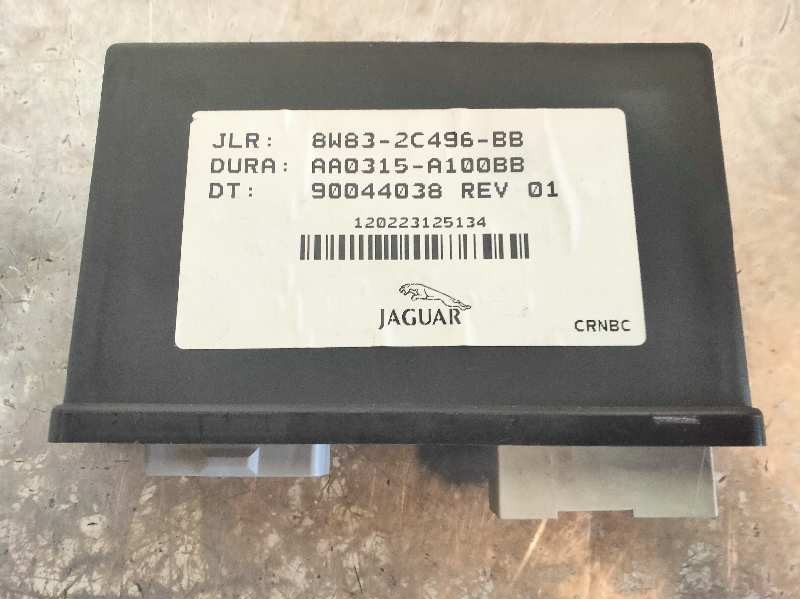 JLR: 8W83-2C496-BB
DURA: AA0315-A100BB
DT: 90044038 REV 01
120223125134
JAGUAR
CRNBC